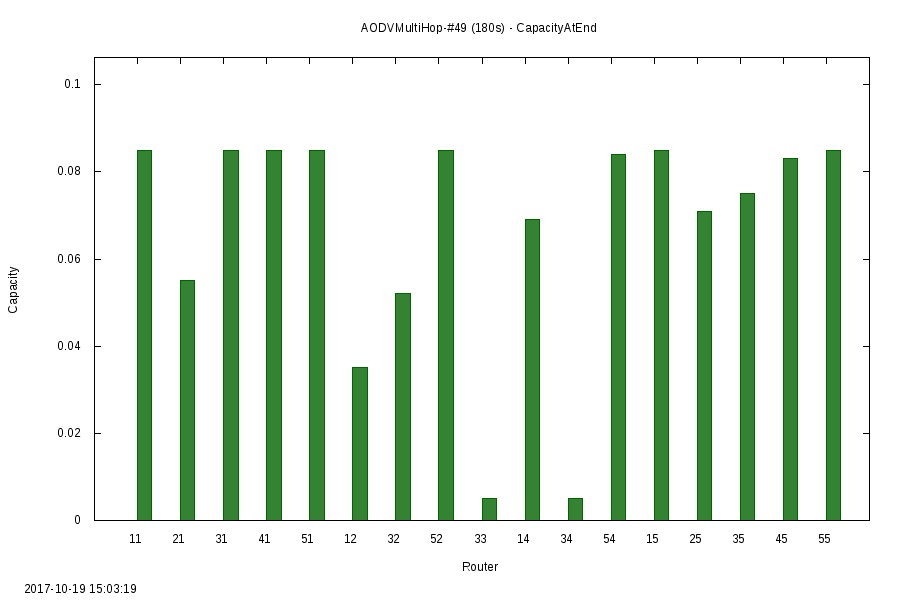 AODVMultiHop-#49 (180s) - CapacityAtEnd
0.1
0.08
0.06
0.04
0.02
0
Capacity
11 21 31 41 51 12 32 52 33 14 34 54 15 25 35 45 55
Router
2017-10-19 15:03:19